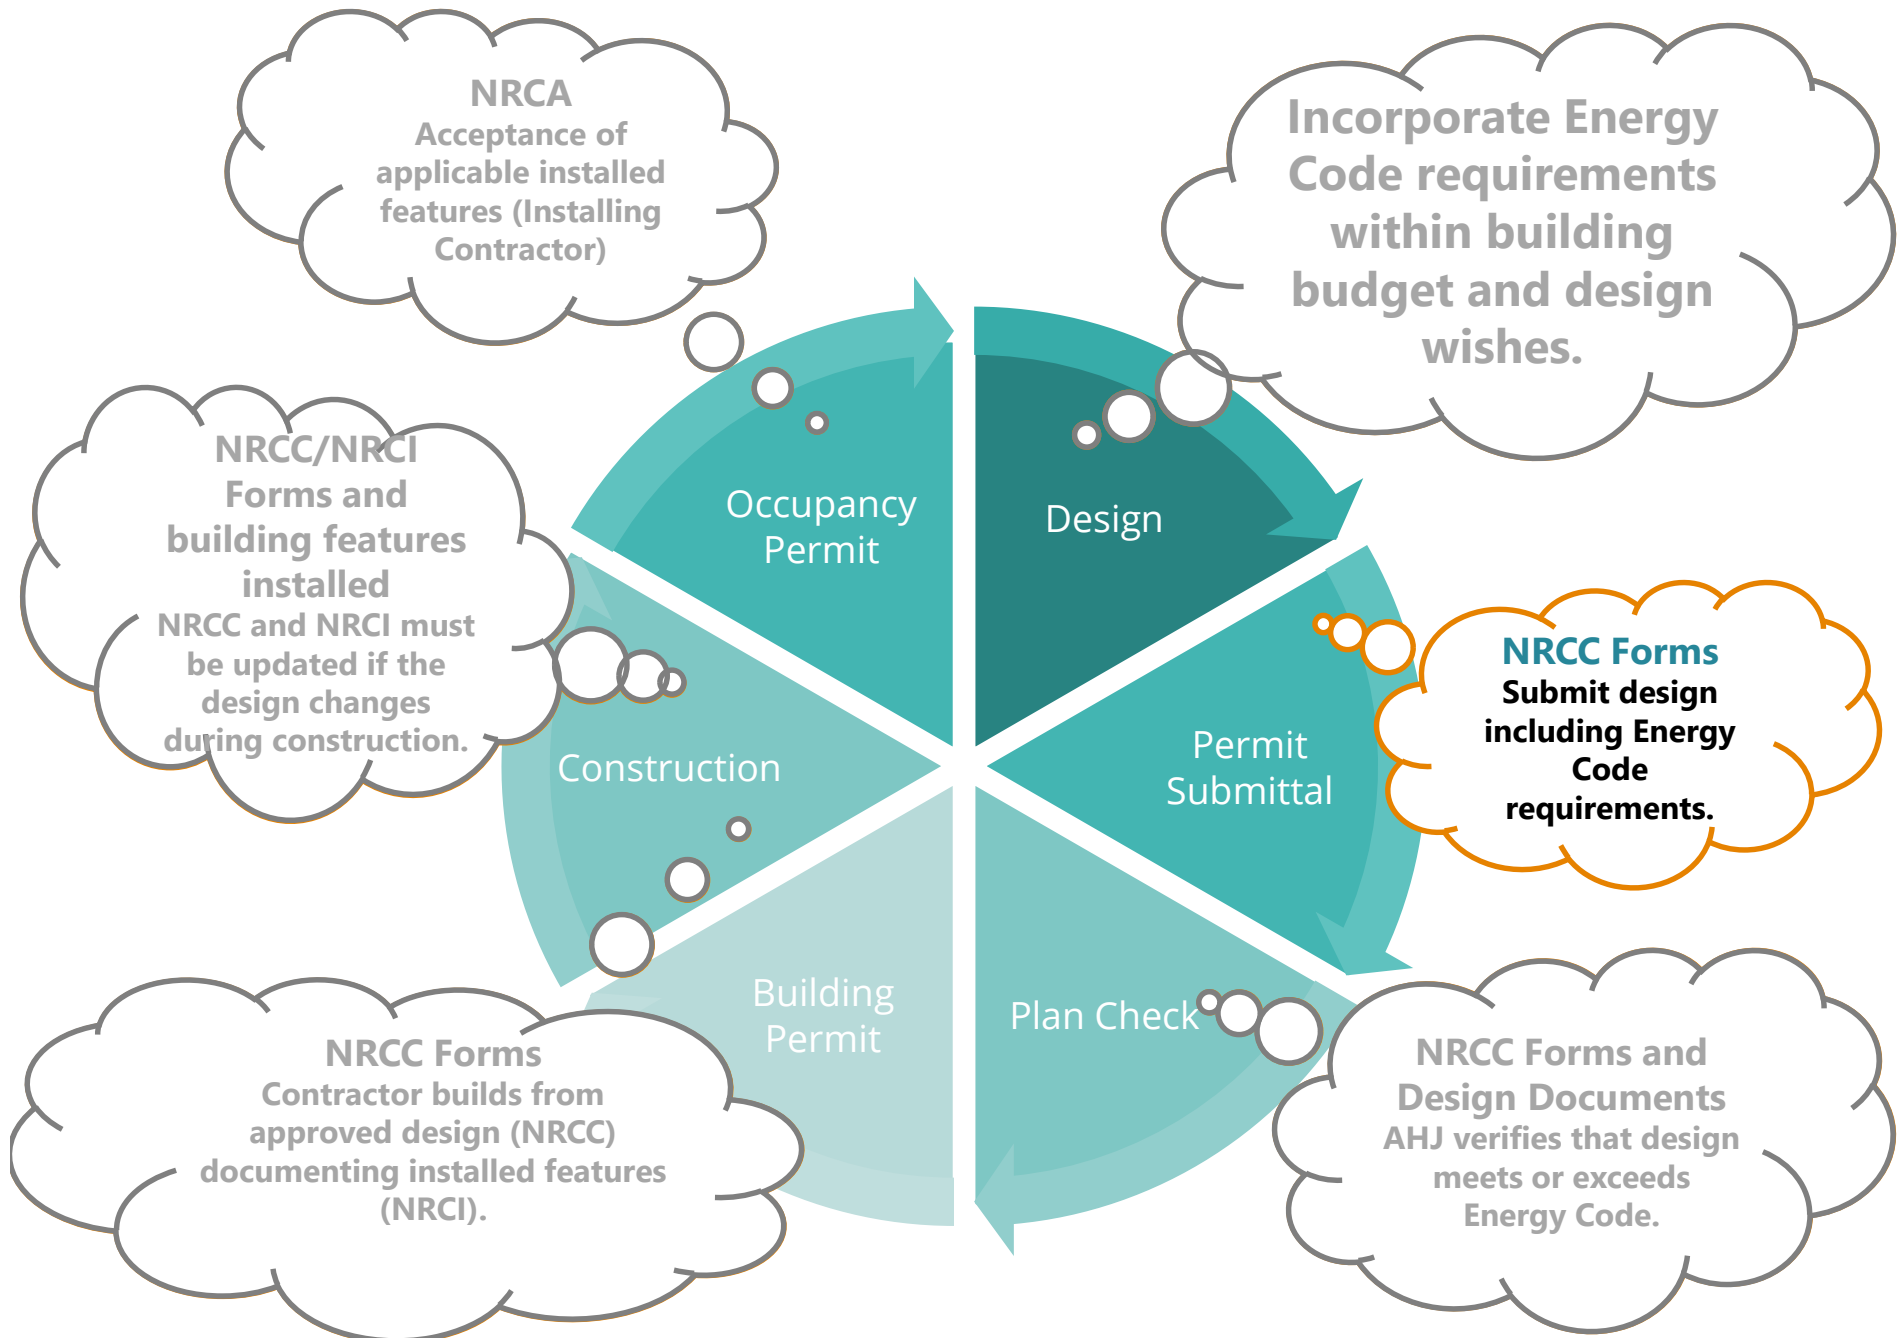 NRCA
Acceptance of
applicable installed
features (Installing
Contractor)
Incorporate Energy
Code requirements
within building
budget and design
wishes.
NRCC/NRCI
Forms and
building features
installed
NRCC and NRCI must
be updated if the
design changes
during construction.
Occupancy
Permit
Design
NRCC Forms
Submit design
including Energy
Code
requirements.
Construction
Permit
Submittal
Building
Permit
Plan Check
NRCC Forms
Contractor builds from
approved design (NRCC)
documenting installed features
(NRCI).
NRCC Forms and
Design Documents
AHJ verifies that design
meets or exceeds
Energy Code.